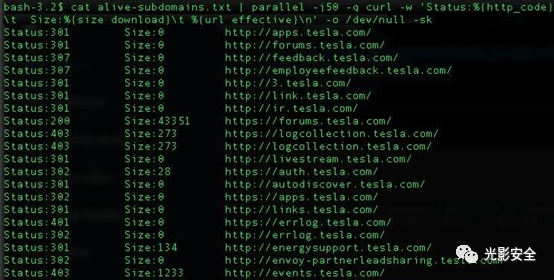 bash-3.2$ cat alive-subdomains.txt | parallel -j50 -q curl -w 'Status:%{http_code}
\t Size:%{size_download}\t %{url_effective}\n' -o /dev/null -sk
Status:301 Size:0 http://apps.tesla.com/
Status:301 Size:0 http://forums.tesla.com/
Status:307 Size:0 http://feedback.tesla.com/
Status:307 Size:0 http://employeefeedback.tesla.com/
Status:301 Size:0 http://3.tesla.com/
Status:301 Size:0 http://link.tesla.com/
Status:301 Size:0 http://ir.tesla.com/
Status:200 Size:43351 https://forums.tesla.com/
Status:403 Size:273 https://logcollection.tesla.com/
Status:403 Size:273 http://logcollection.tesla.com/
Status:301 Size:0 http://livestream.tesla.com/
Status:302 Size:28 https://auth.tesla.com/
Status:301 Size:0 http://autodiscover.tesla.com/
Status:302 Size:0 https://apps.tesla.com/
Status:301 Size:0 http://links.tesla.com/
Status:401 Size:0 https://errlog.tesla.com/
Status:302 Size:0 http://errlog.tesla.com/
Status:301 Size:134 http://energysupport.tesla.com/
Status:302 Size:0 http://envoy-partnerleadsharing.tesla.com/
Status:403 Size:1233 http://events.tesla.com/
光影安全